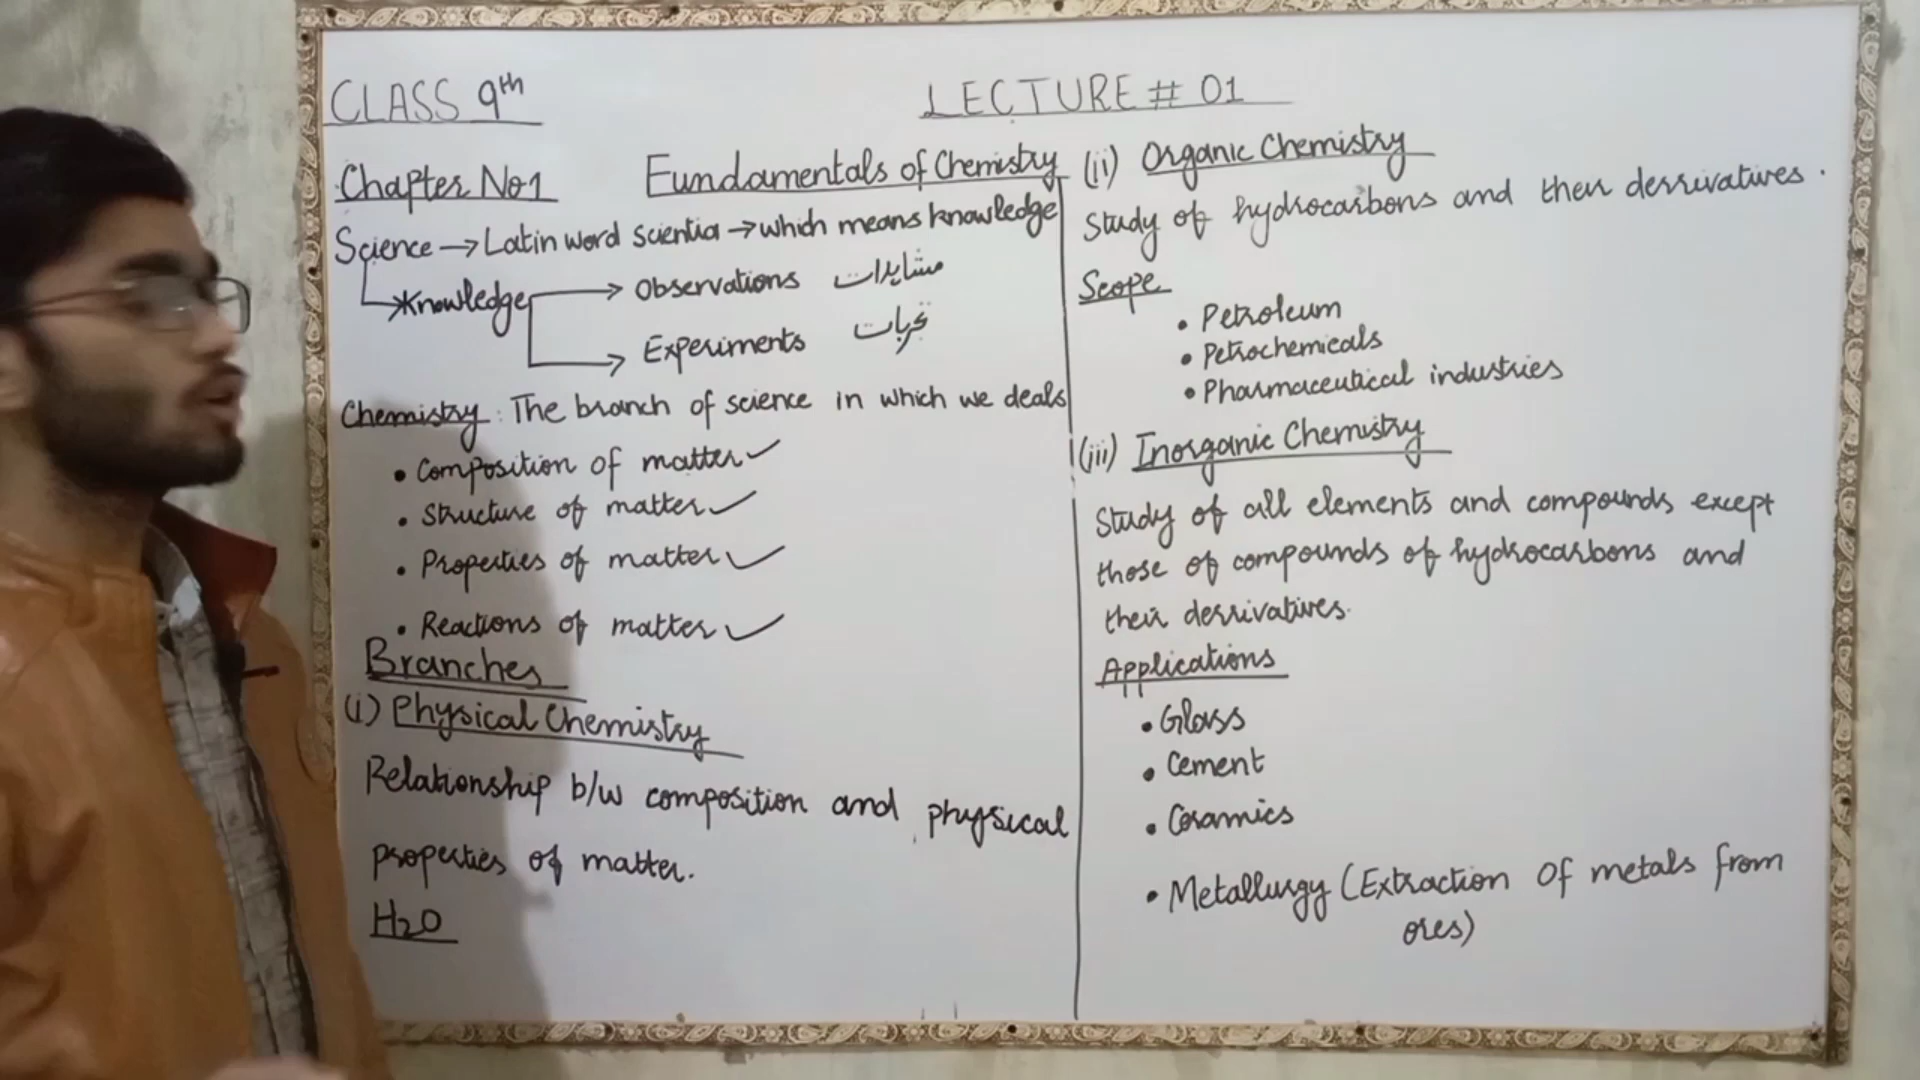 CLASS 9th
LECTURE # 01
Chapter No 1
Fundamentals of Chemistry
Science → Latin word scientia → which means knowledge
Knowledge
Observations مشاہدات
Experiments تجربات
Chemistry: The branch of science in which we deals
• Composition of matter ✓
• Structure of matter ✓
• Properties of matter ✓
• Reactions of matter ✓
Branches
(i) Physical Chemistry
Relationship b/w composition and physical
properties of matter.
H2O
(ii) Organic Chemistry
Study of hydrocarbons and their derrivatives.
Scope
• Petroleum
• Petrochemicals
• Pharmaceutical industries
(iii) Inorganic Chemistry
Study of all elements and compounds except
those of compounds of hydrocarbons and
their derrivatives.
Applications
• Glass
• Cement
• Ceramics
• Metallurgy (Extraction of metals from
ores)